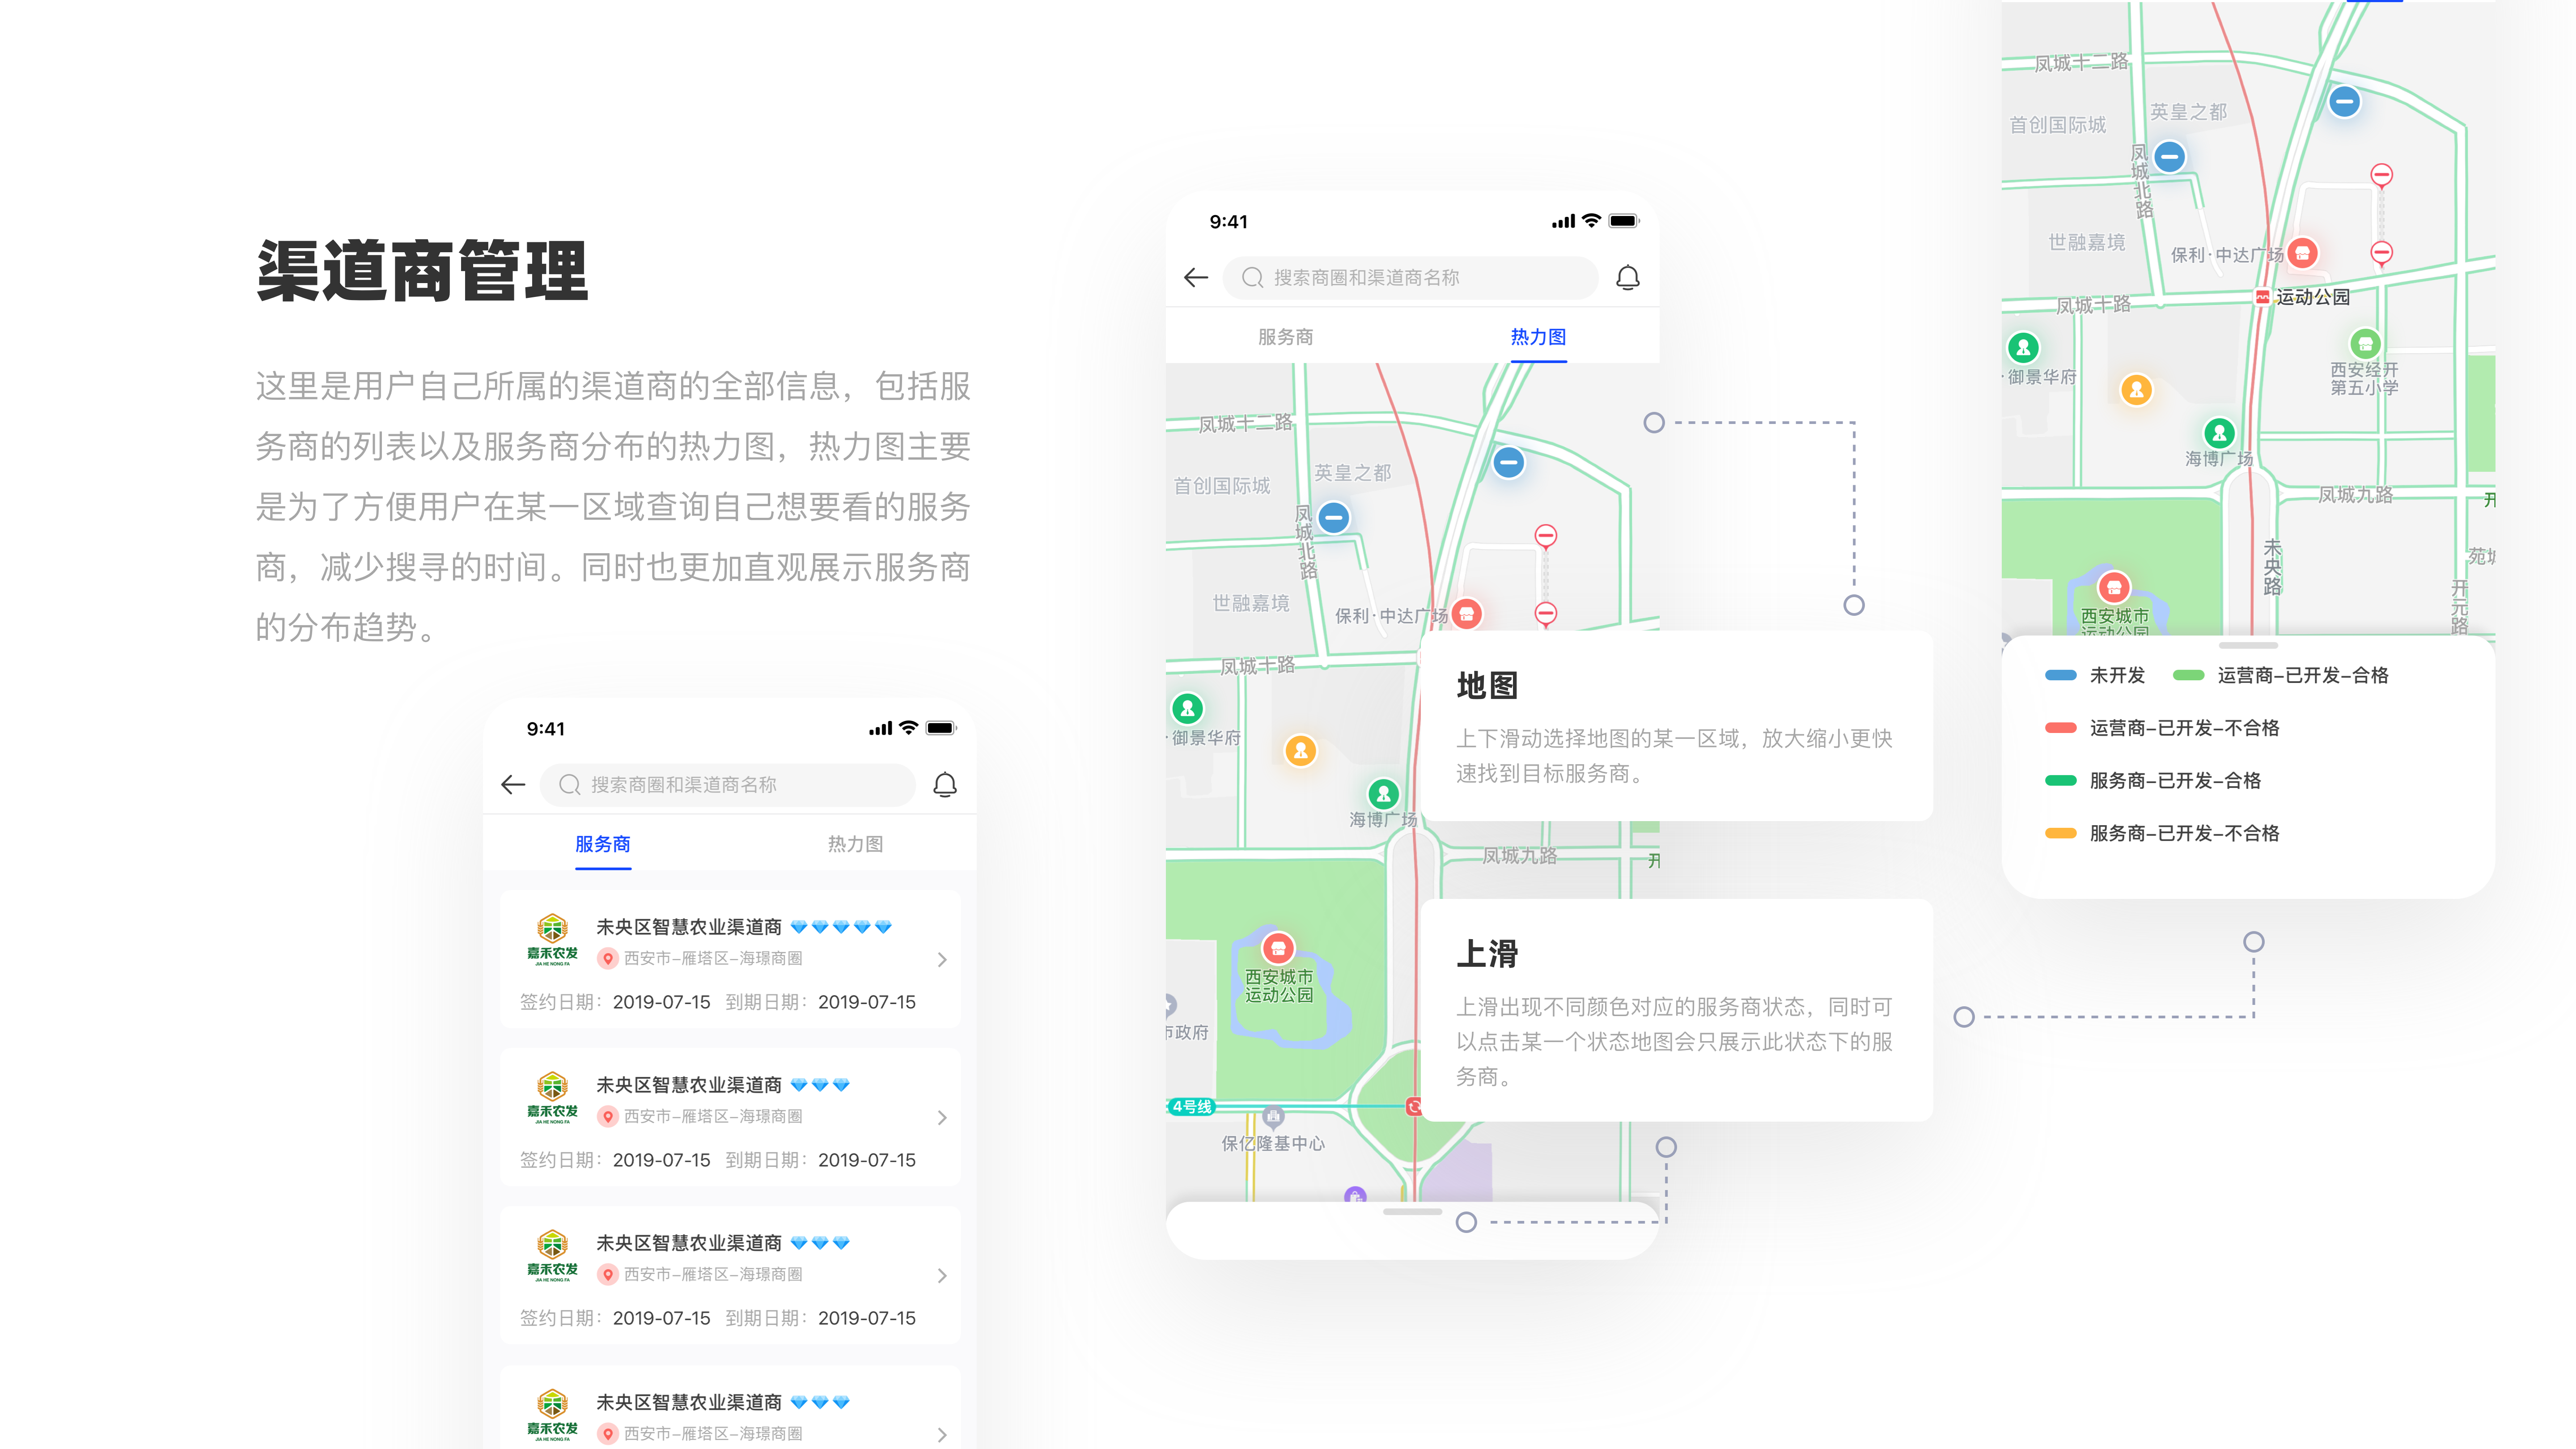 渠道商管理
这里是用户自己所属的渠道商的全部信息，包括服
务商的列表以及服务商分布的热力图，热力图主要
是为了方便用户在某一区域查询自己想要看的服务
商，减少搜寻的时间。同时也更加直观展示服务商
的分布趋势。
9:41
搜索商圈和渠道商名称
服务商
热力图
未央区智慧农业渠道商
嘉禾农发
JIA HE NONG FA
西安市-雁塔区-海璟商圈
签约日期：2019-07-15 到期日期：2019-07-15
未央区智慧农业渠道商
嘉禾农发
JIA HE NONG FA
西安市-雁塔区-海璟商圈
签约日期：2019-07-15 到期日期：2019-07-15
未央区智慧农业渠道商
嘉禾农发
JIA HE NONG FA
西安市-雁塔区-海璟商圈
签约日期：2019-07-15 到期日期：2019-07-15
未央区智慧农业渠道商
嘉禾农发
JIA HE NONG FA
西安市-雁塔区-海璟商圈
9:41
搜索商圈和渠道商名称
服务商
热力图
凤城十二路
英皇之都
首创国际城
凤城北路
世融嘉境
保利·中达广场
凤城十路
·御景华府
海博广场
凤城九路
开
西安城市
运动公园
市政府
4号线
保亿隆基中心
地图
上下滑动选择地图的某一区域，放大缩小更快
速找到目标服务商。
上滑
上滑出现不同颜色对应的服务商状态，同时可
以点击某一个状态地图会只展示此状态下的服
务商。
凤城十二路
英皇之都
首创国际城
凤城北路
世融嘉境
保利·中达广场
运动公园
凤城十路
·御景华府
西安经开
第五小学
海博广场
凤城九路
开
未央路
苑城
开元路
西安城市
运动公园
未开发
运营商-已开发-合格
运营商-已开发-不合格
服务商-已开发-合格
服务商-已开发-不合格